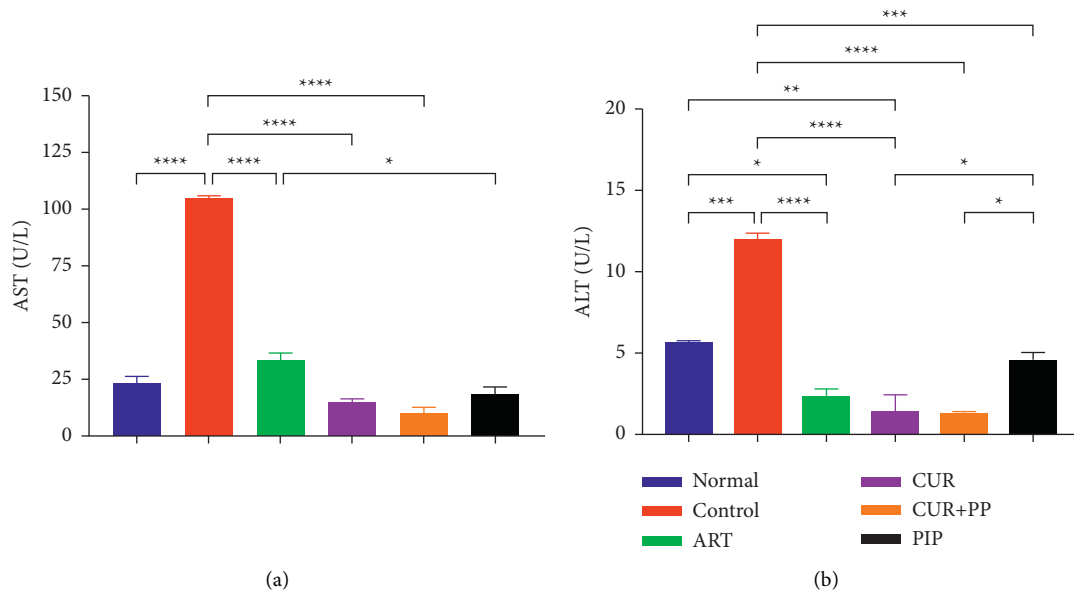 ****
****
**** **** *
150
125
100
75
50
25
0
AST (U/L)
(a)
***
****
**
****
* *
*** **** *
20
15
10
5
0
ALT (U/L)
Normal CUR
Control CUR+PP
ART PIP
(b)